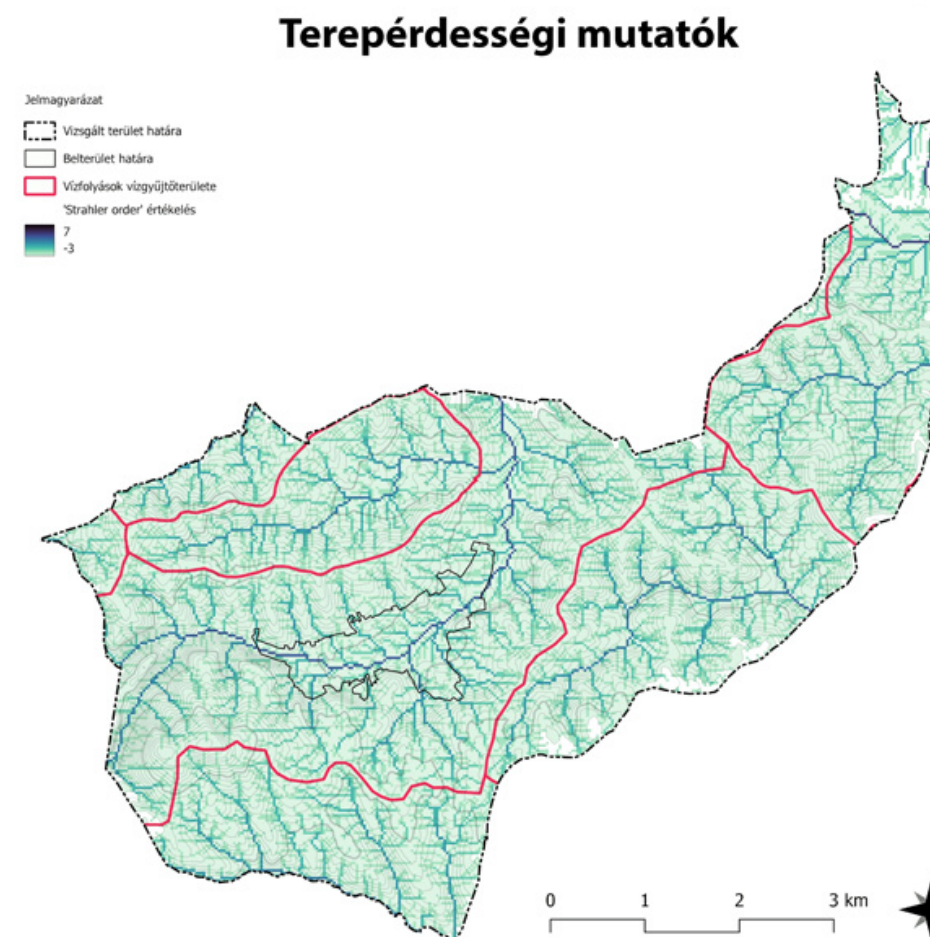 Terepérdességi mutatók
Jelmagyarázat
Vizsgált terület határa
Belterület határa
Vízfolyások vízgyűjtőterülete
'Strahler order' értékelés
7
-3
0 1 2 3 km